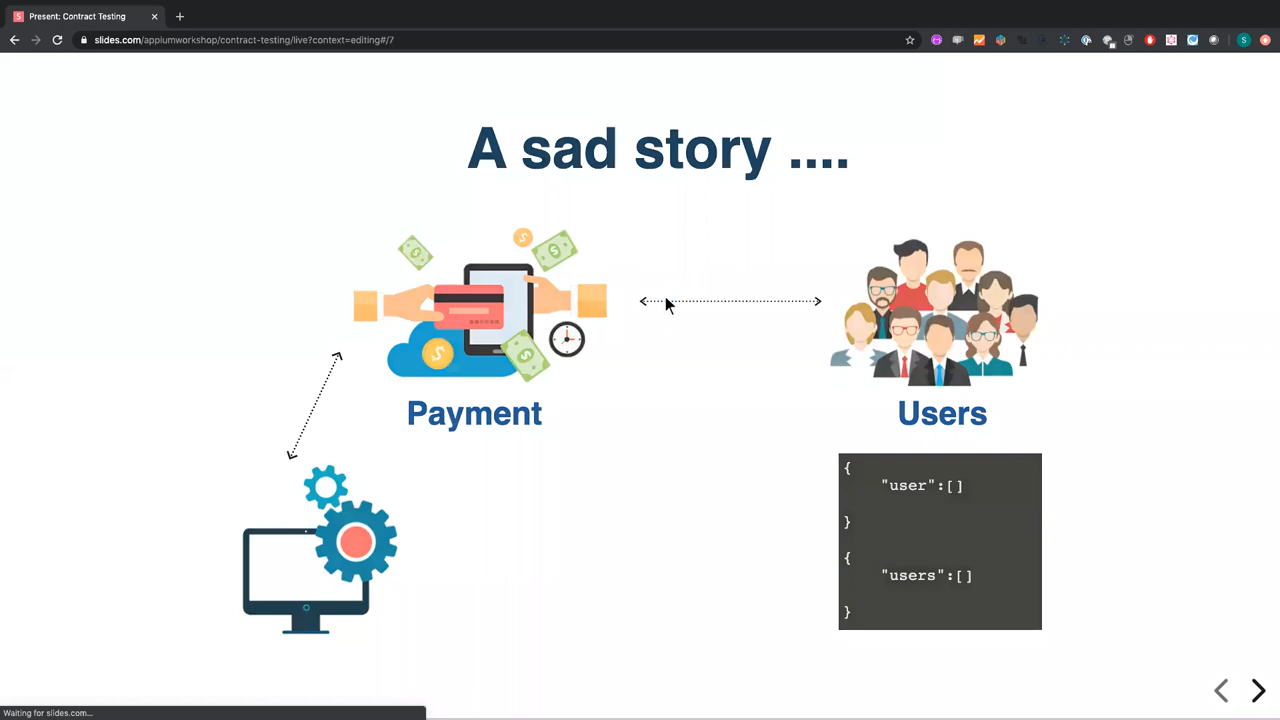 Present: Contract Testing
slides.com/appiumworkshop/contract-testing/live?context=editing#/7
A sad story ....
Payment
Users
{
"user":[]
}
{
"users":[]
}
Waiting for slides.com...